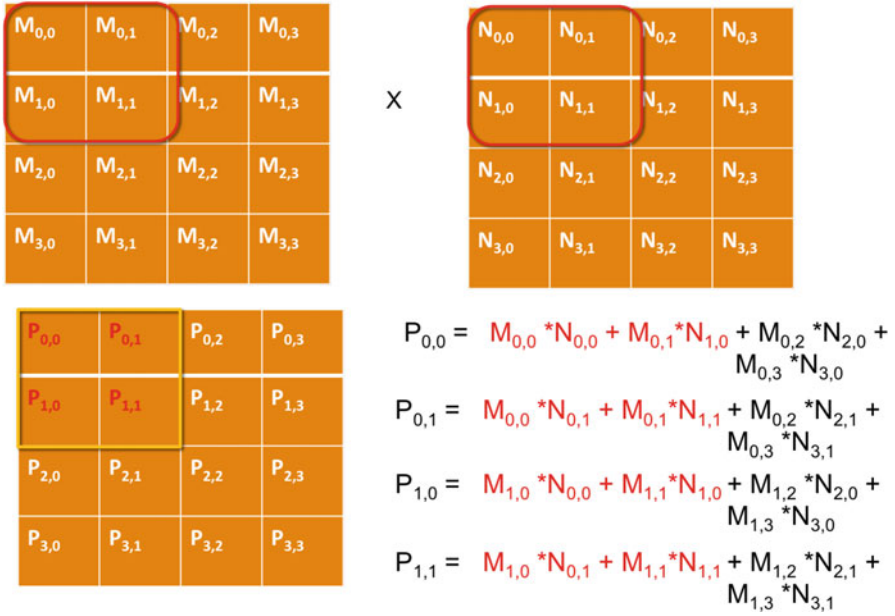 M0,0 M0,1 M0,2 M0,3
M1,0 M1,1 M1,2 M1,3
M2,0 M2,1 M2,2 M2,3
M3,0 M3,1 M3,2 M3,3
X
N0,0 N0,1 N0,2 N0,3
N1,0 N1,1 N1,2 N1,3
N2,0 N2,1 N2,2 N2,3
N3,0 N3,1 N3,2 N3,3
P0,0 P0,1 P0,2 P0,3
P1,0 P1,1 P1,2 P1,3
P2,0 P2,1 P2,2 P2,3
P3,0 P3,1 P3,2 P3,3
P0,0 = M0,0 *N0,0 + M0,1*N1,0 + M0,2 *N2,0 +
M0,3 *N3,0
P0,1 = M0,0 *N0,1 + M0,1*N1,1 + M0,2 *N2,1 +
M0,3 *N3,1
P1,0 = M1,0 *N0,0 + M1,1*N1,0 + M1,2 *N2,0 +
M1,3 *N3,0
P1,1 = M1,0 *N0,1 + M1,1*N1,1 + M1,2 *N2,1 +
M1,3 *N3,1